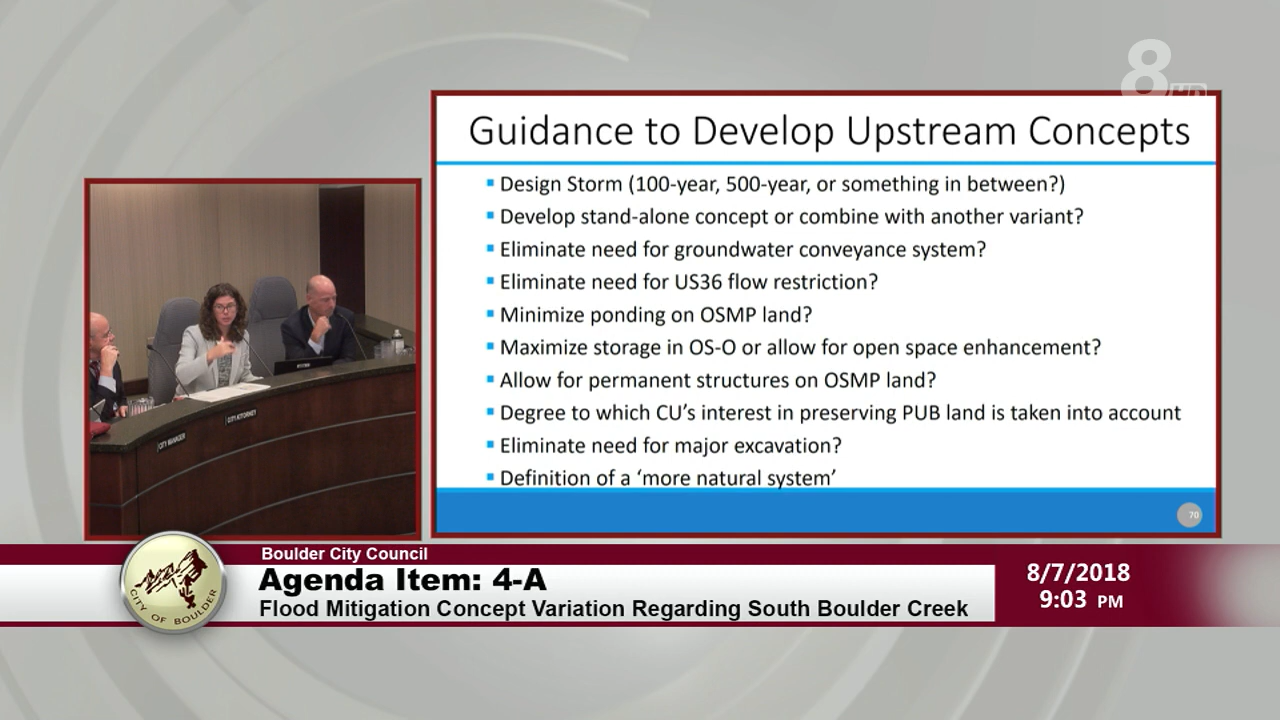 8
HD
Guidance to Develop Upstream Concepts
▪ Design Storm (100-year, 500-year, or something in between?)
▪ Develop stand-alone concept or combine with another variant?
▪ Eliminate need for groundwater conveyance system?
▪ Eliminate need for US36 flow restriction?
▪ Minimize ponding on OSMP land?
▪ Maximize storage in OS-O or allow for open space enhancement?
▪ Allow for permanent structures on OSMP land?
▪ Degree to which CU’s interest in preserving PUB land is taken into account
▪ Eliminate need for major excavation?
▪ Definition of a ‘more natural system’
70
CITY MANAGER
CITY ATTORNEY
Boulder City Council
Agenda Item: 4-A
Flood Mitigation Concept Variation Regarding South Boulder Creek
8/7/2018
9:03 PM
CITY OF BOULDER